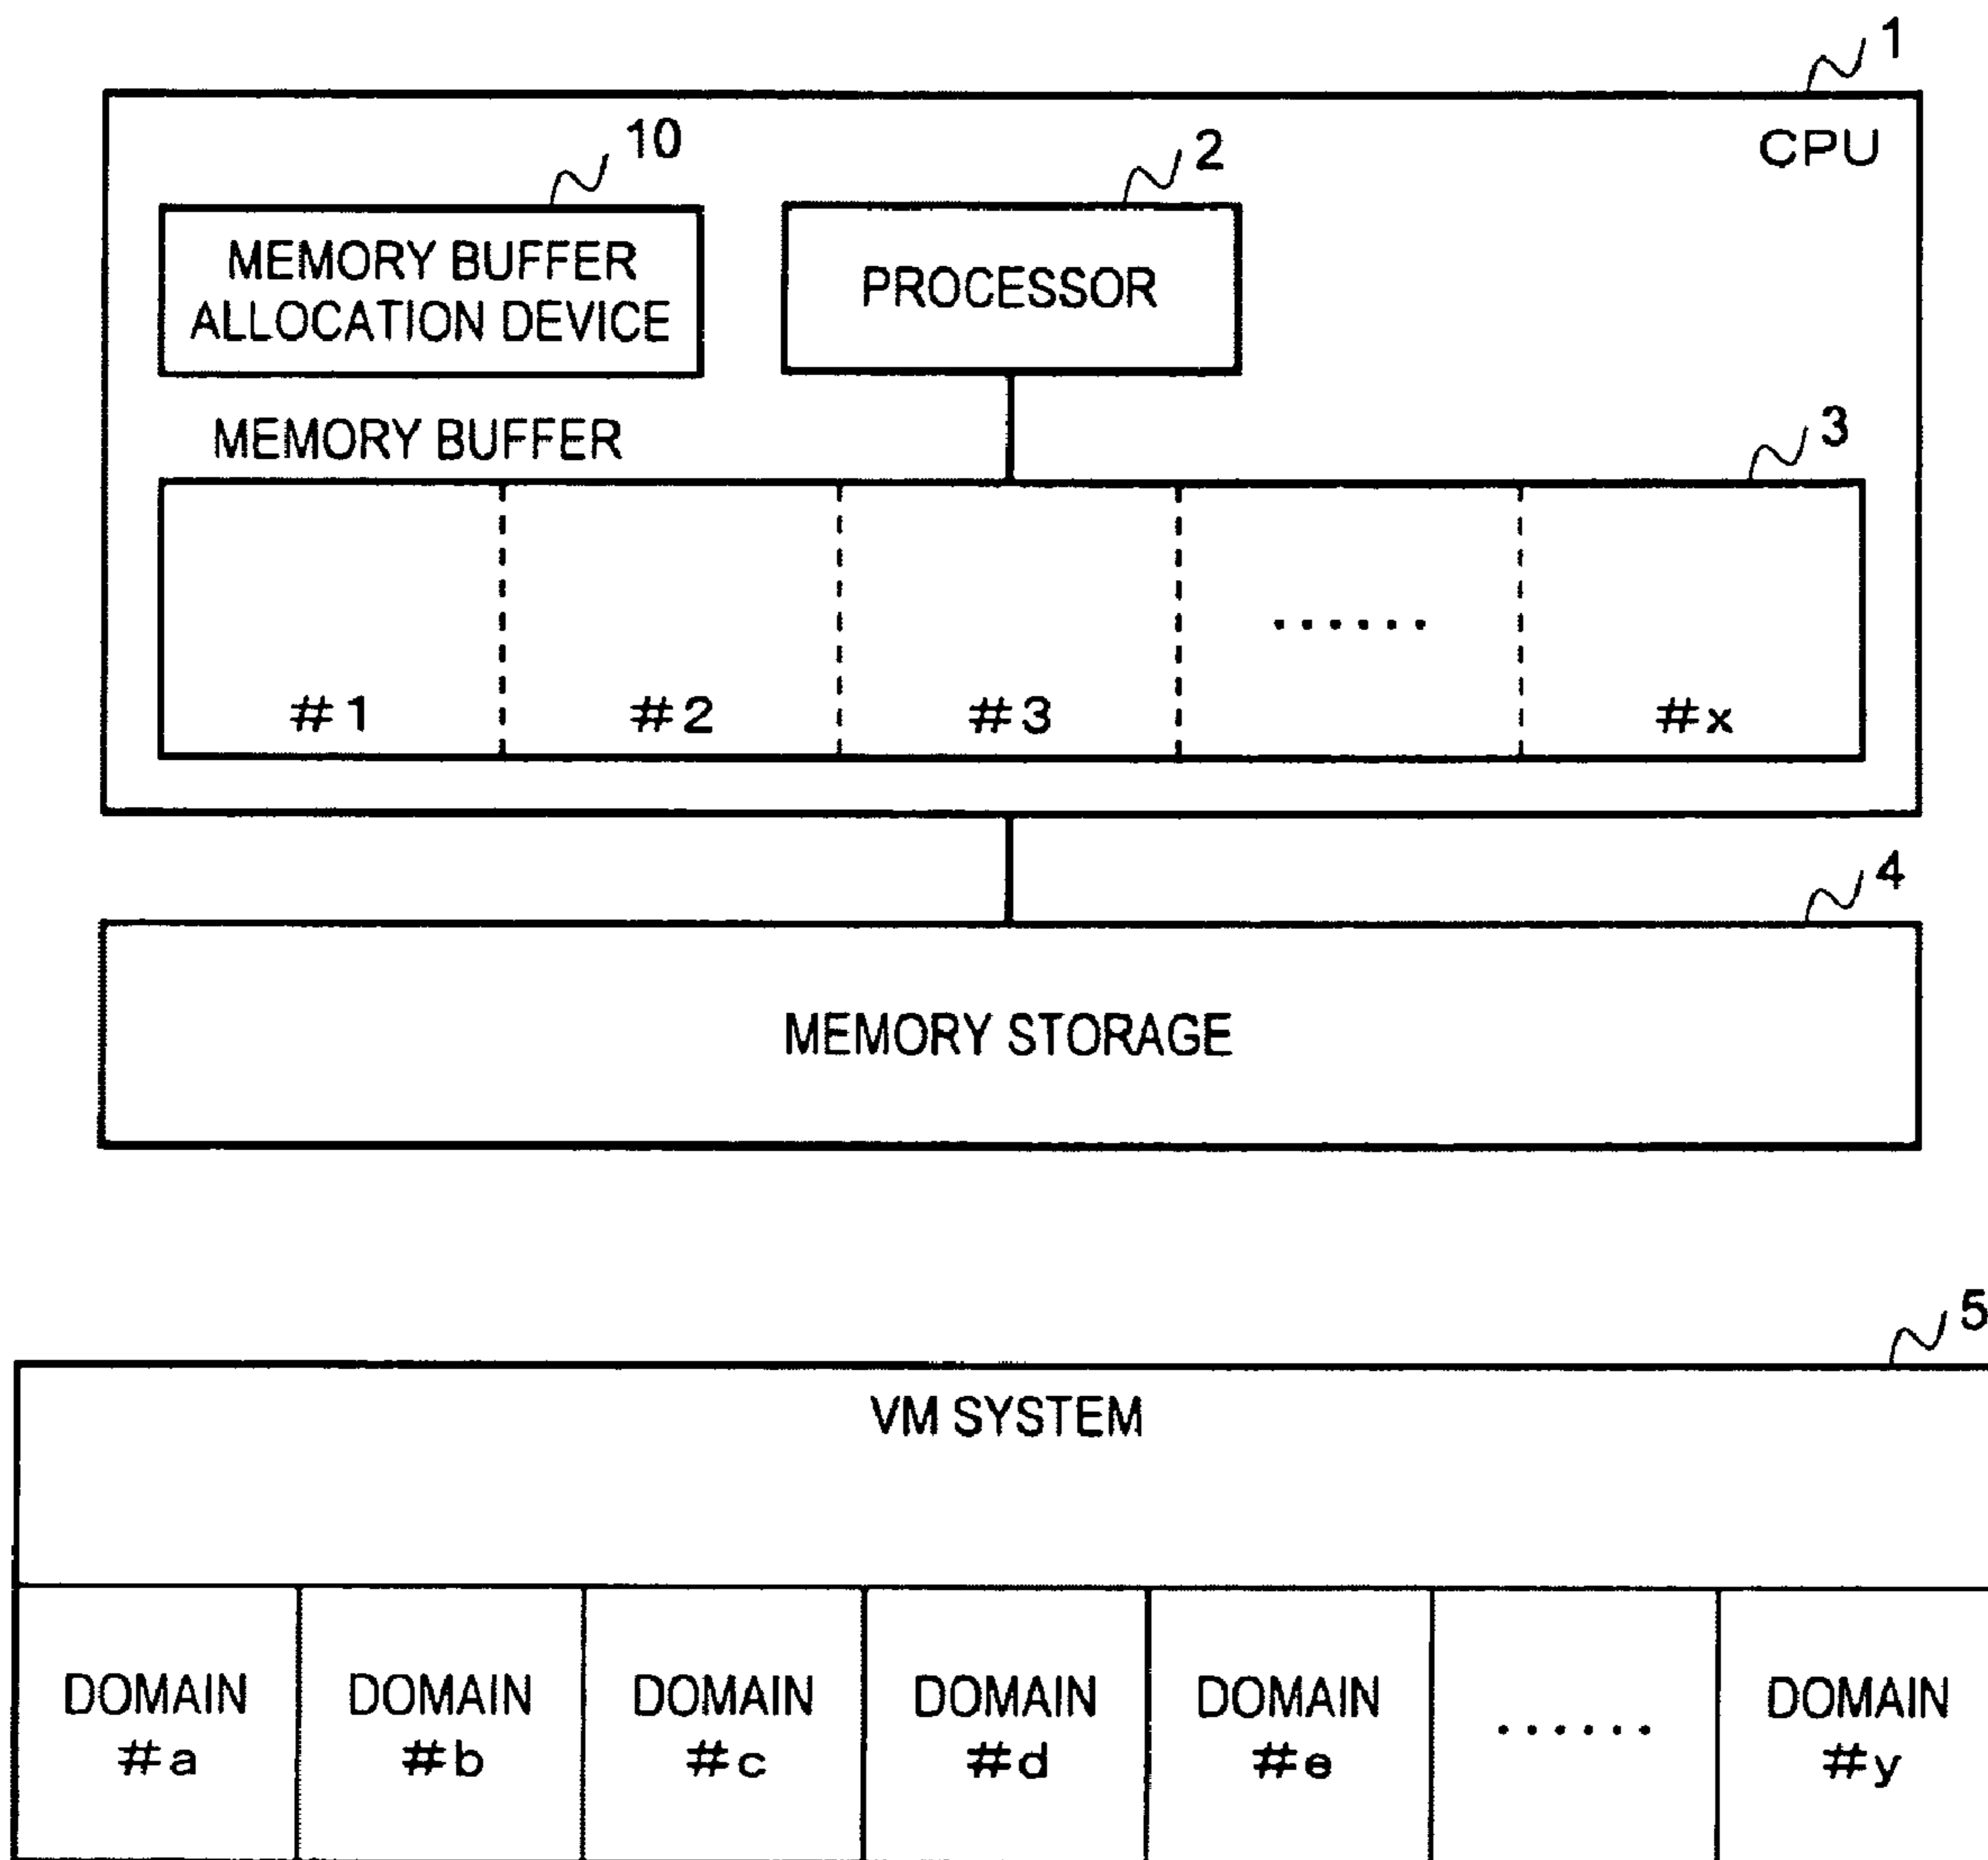 1
CPU
10
2
MEMORY BUFFER
ALLOCATION DEVICE
PROCESSOR
MEMORY BUFFER
3
......
#1 #2 #3 #x
4
MEMORY STORAGE
5
VM SYSTEM
DOMAIN
#a
DOMAIN
#b
DOMAIN
#c
DOMAIN
#d
DOMAIN
#e
......
DOMAIN
#y